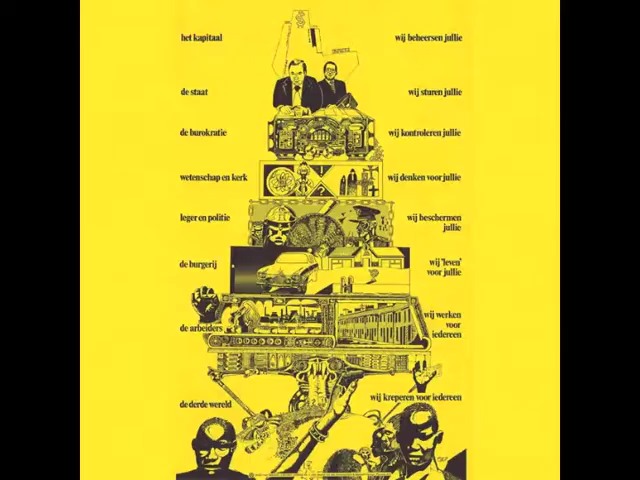 het kapitaal
wij beheersen jullie
de staat
wij sturen jullie
de burokratie
wij kontroleren jullie
wetenschap en kerk
wij denken voor jullie
leger en politie
wij beschermen
jullie
de burgerij
wij 'leven'
voor jullie
de arbeiders
wij werken
voor
iedereen
de derde wereld
wij kreperen voor iedereen